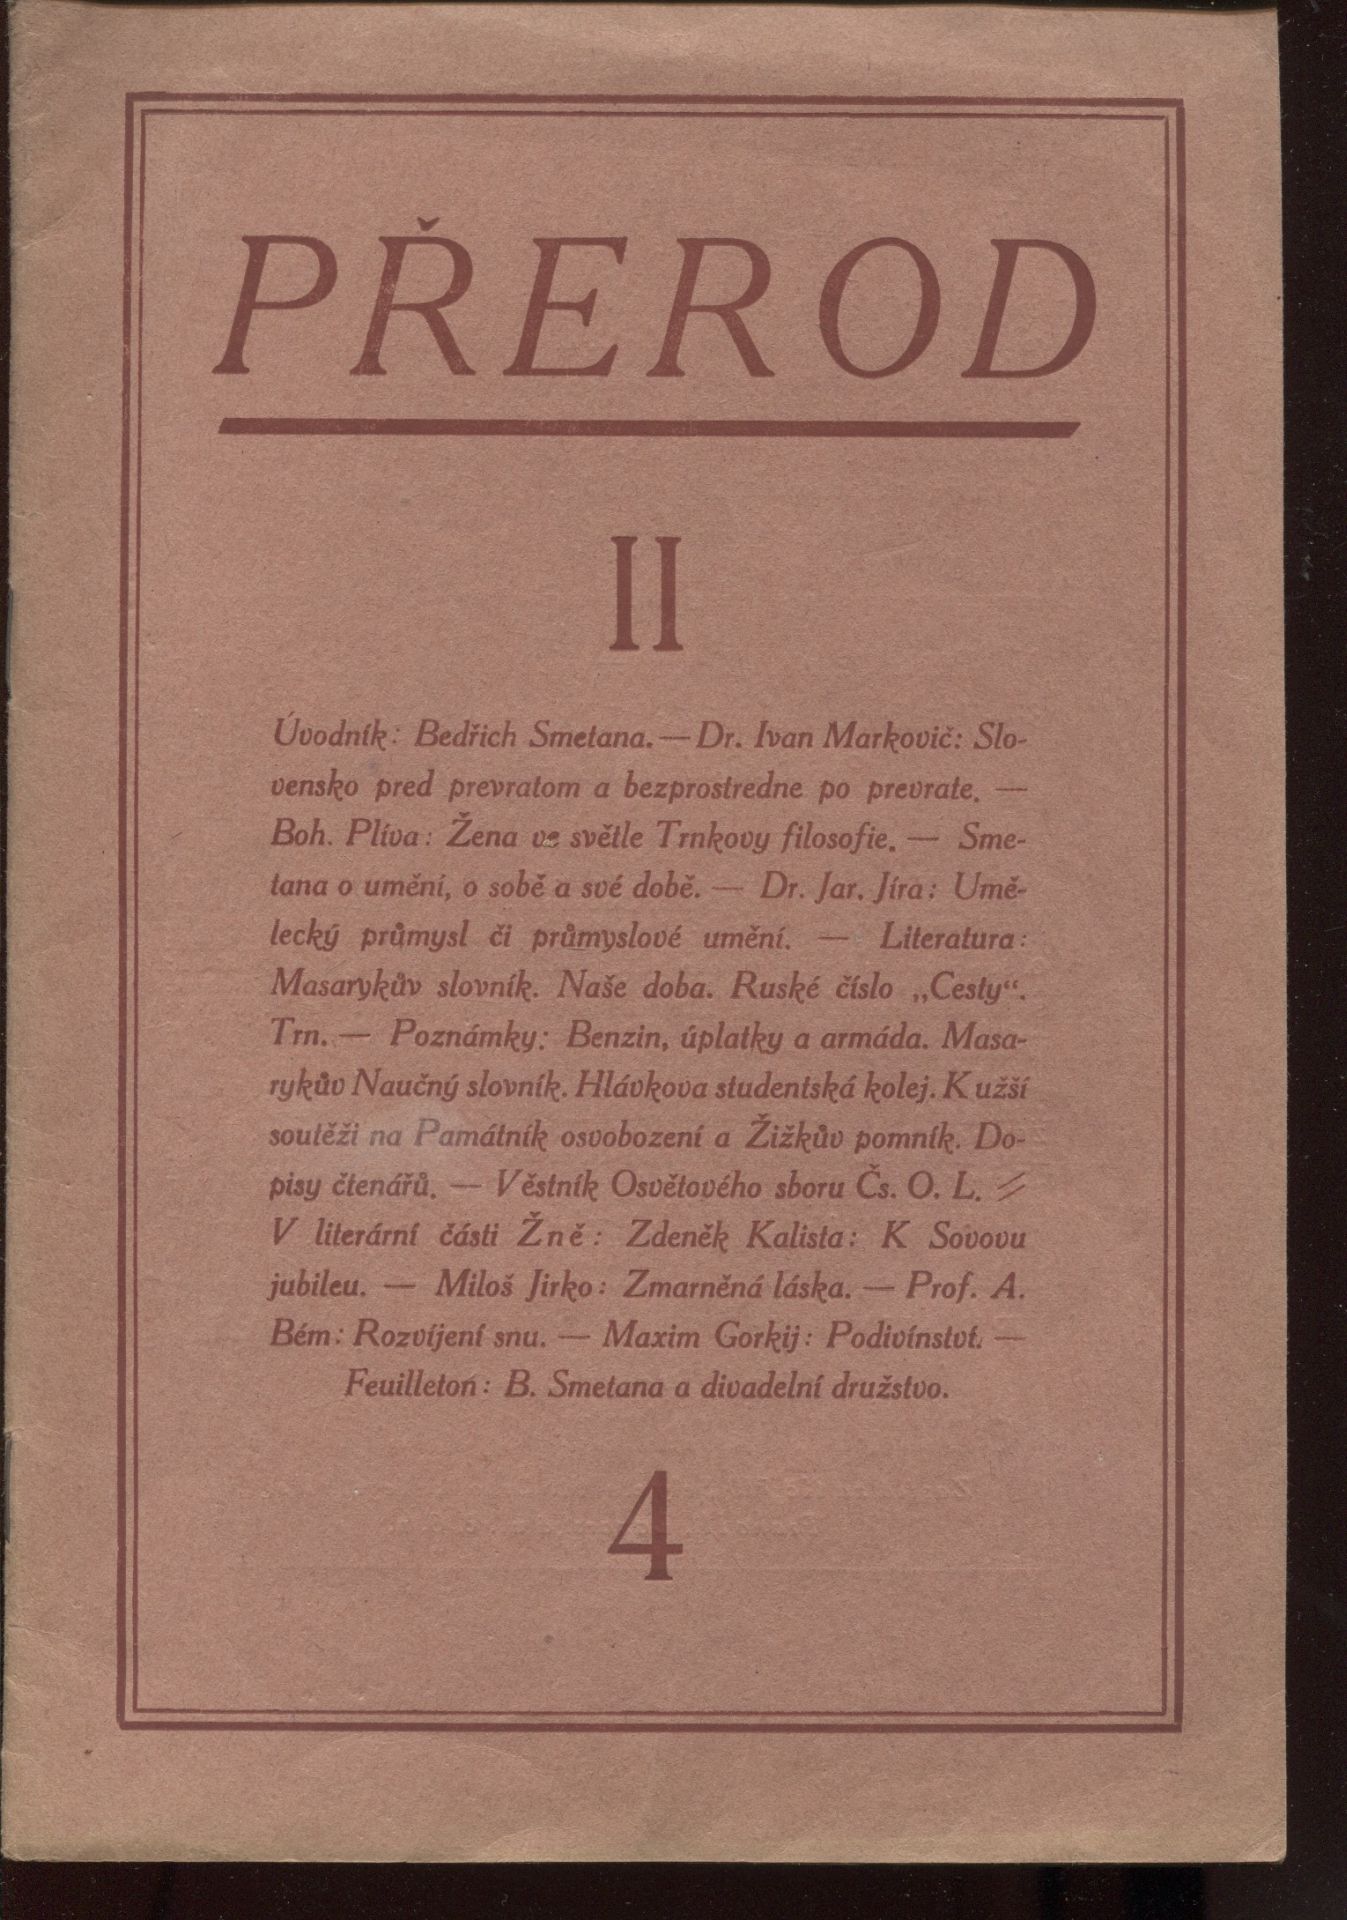 PŘEROD
II
Úvodník: Bedřich Smetana. — Dr. Ivan Markovič: Slo-
vensko pred prevratom a bezprostredne po prevrate. —
Boh. Plíva: Žena ve světle Trnkovy filosofie. — Sme-
tana o umění, o sobě a své době. — Dr. Jar. Jíra: Umě-
lecký průmysl či průmyslové umění. — Literatura:
Masarykův slovník. Naše doba. Ruské číslo „Cesty“.
Trn. — Poznámky: Benzin, úplatky a armáda. Masa-
rykův Naučný slovník. Hlávkova studentská kolej. K užší
soutěži na Památník osvobození a Žižkův pomník. Do-
pisy čtenářů. — Věstník Osvětového sboru Čs. O. L. =
V literární části Žně: Zdeněk Kalista: K Sovovu
jubileu. — Miloš Jirko: Zmarněná láska. — Prof. A.
Bém: Rozvíjení snu. — Maxim Gorkij: Podivínství. —
Feuilleton: B. Smetana a divadelní družstvo.
4